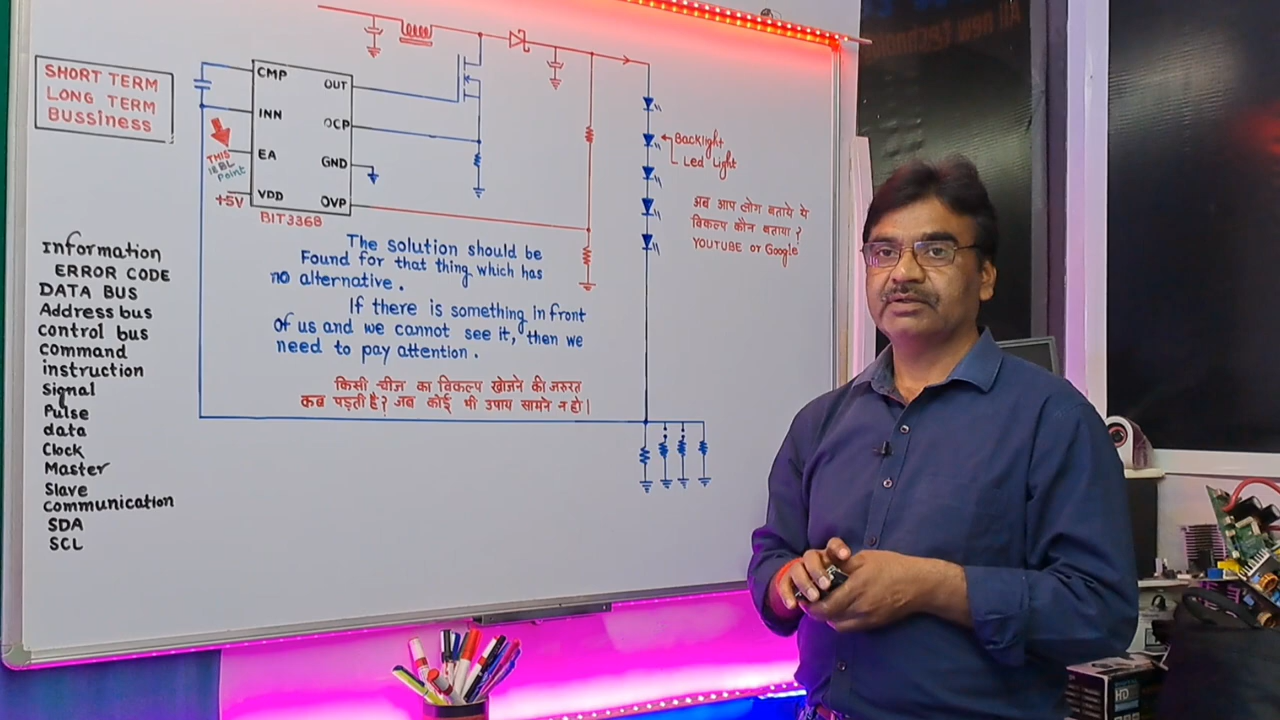 SHORT TERM
LONG TERM
Bussiness
CMP
INN
EA
VDD
OUT
OCP
GND
OVP
THIS
IS BL
Point
+5V
BIT3368
Backlight
Led Light
अब आप लोग बताये ये
विकल्प कौन बताया ?
YOUTUBE or Google
The solution should be
Found for that thing which has
no alternative.
If there is something in front
of us and we cannot see it, then we
need to pay attention.
किसी चीज का विकल्प खोजने की जरुरत
कब पड़ती है? जब कोई भी उपाय सामने न हो|
Information
ERROR CODE
DATA BUS
Address bus
control bus
command
instruction
Signal
Pulse
data
Clock
Master
Slave
communication
SDA
SCL
All new techno
HD